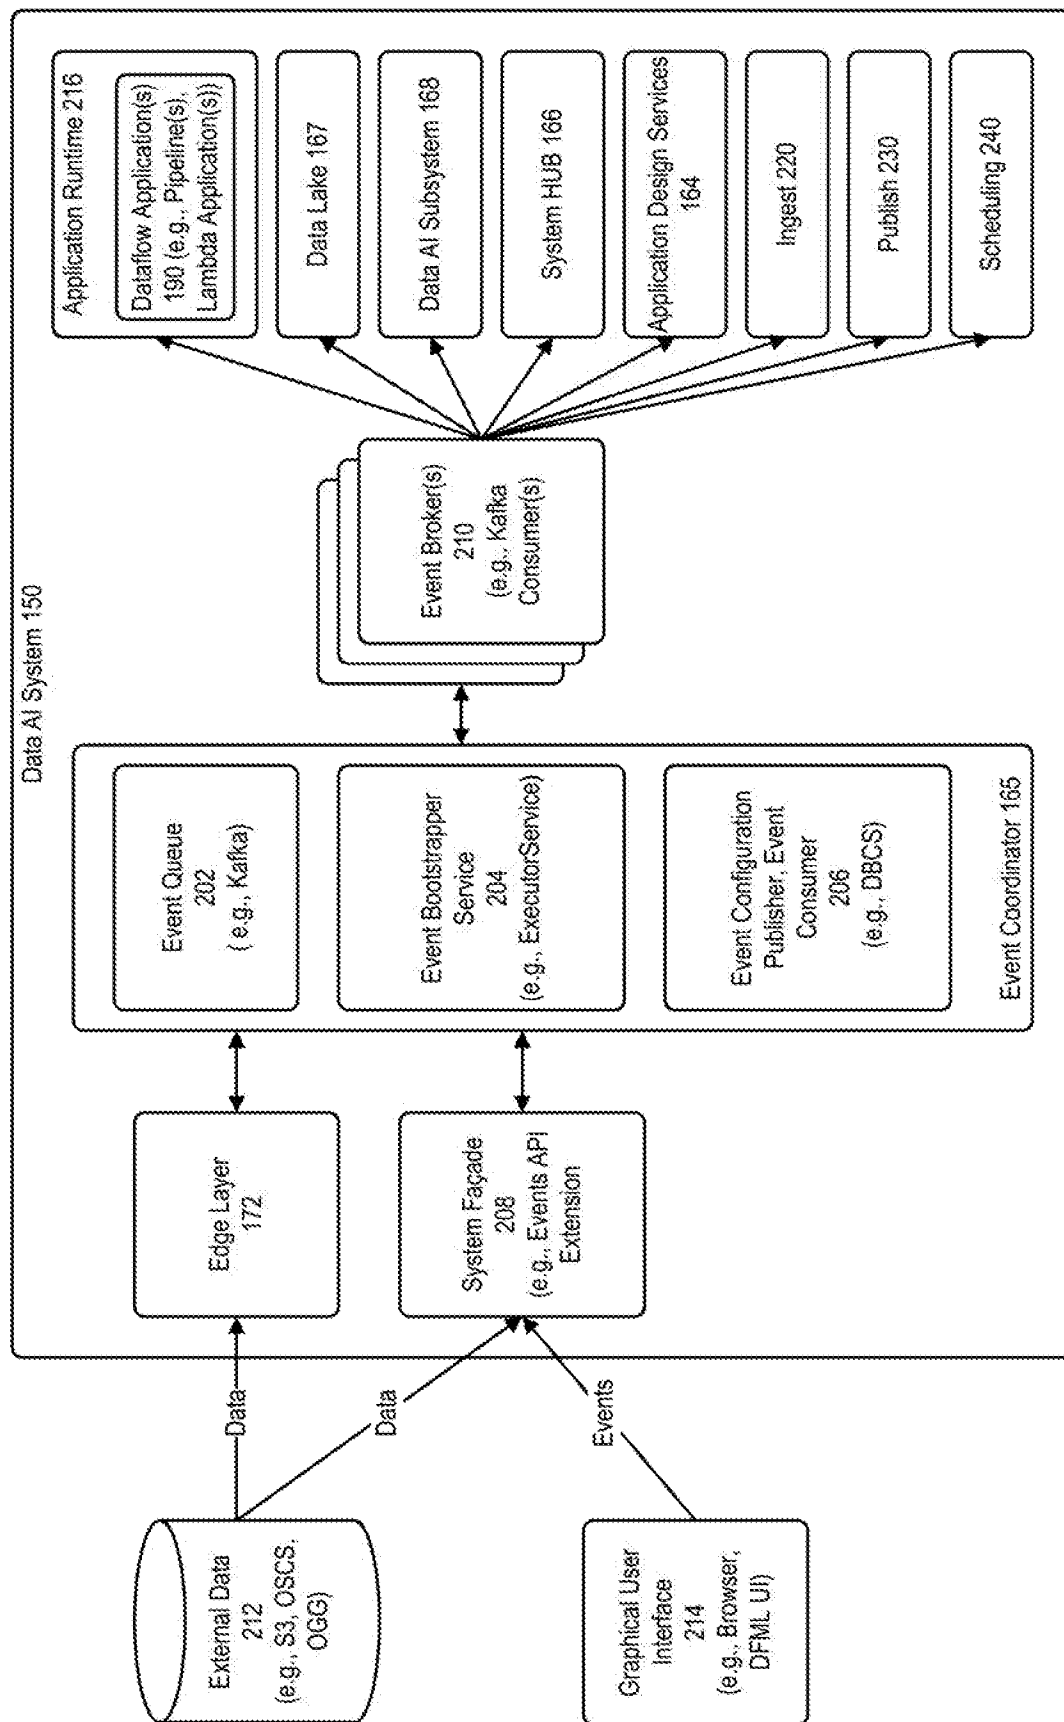 Data AI System 150
External Data
212
(e.g., S3, OSCS,
OGG)
Graphical User
Interface
214
(e.g., Browser,
DFML UI)
Data
Data
Events
Edge Layer
172
System Façade
208
(e.g., Events API
Extension
Event Queue
202
( e.g., Kafka)
Event Bootstrapper
Service
204
(e.g., ExecutorService)
Event Configuration
Publisher, Event
Consumer
206
(e.g., DBCS)
Event Coordinator 165
Event Broker(s)
210
(e.g., Kafka
Consumer(s)
Application Runtime 216
Dataflow Application(s)
190 (e.g., Pipeline(s),
Lambda Application(s))
Data Lake 167
Data AI Subsystem 168
System HUB 166
Application Design Services
164
Ingest 220
Publish 230
Scheduling 240